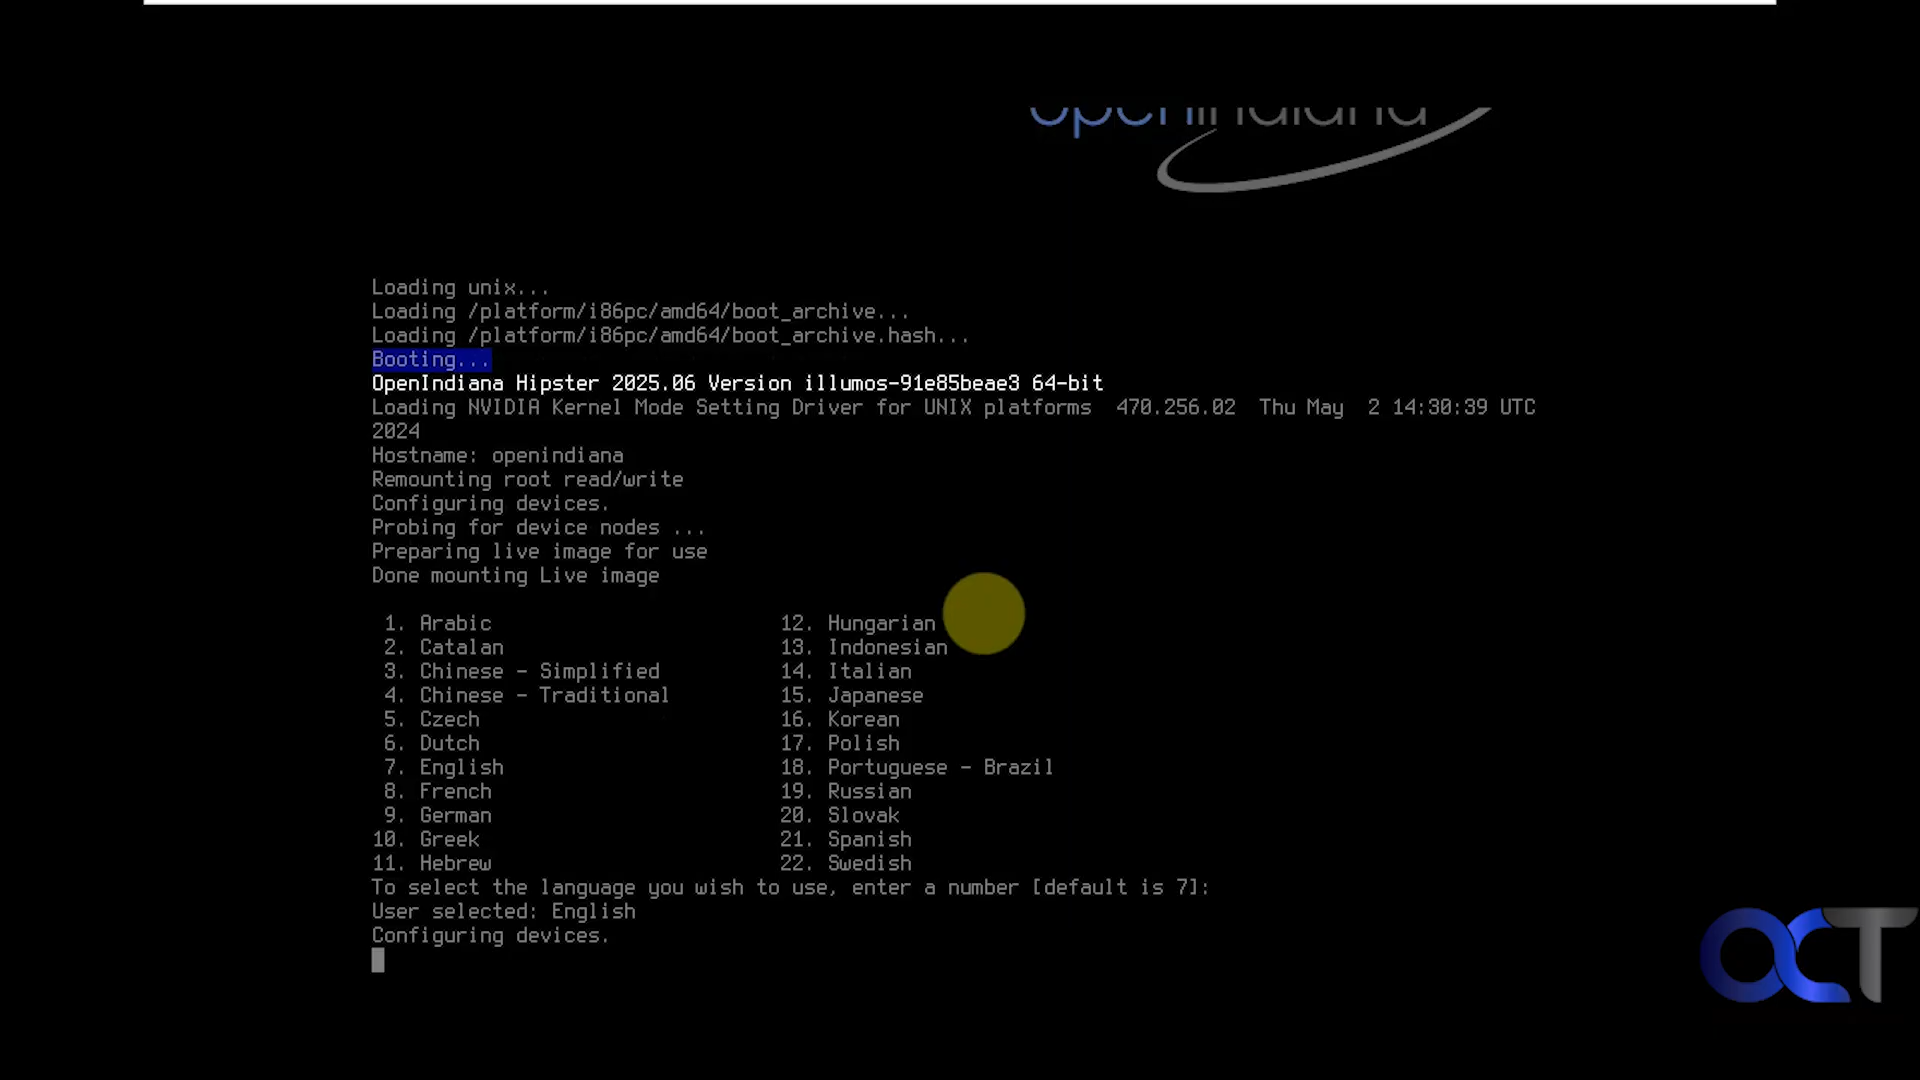 openindiana
Loading unix...
Loading /platform/i86pc/amd64/boot_archive...
Loading /platform/i86pc/amd64/boot_archive.hash...
Booting...
OpenIndiana Hipster 2025.06 Version illumos-91e85beae3 64-bit
Loading NVIDIA Kernel Mode Setting Driver for UNIX platforms  470.256.02  Thu May  2 14:30:39 UTC
2024
Hostname: openindiana
Remounting root read/write
Configuring devices.
Probing for device nodes ...
Preparing live image for use
Done mounting Live image
1. Arabic 12. Hungarian
2. Catalan 13. Indonesian
3. Chinese - Simplified 14. Italian
4. Chinese - Traditional 15. Japanese
5. Czech 16. Korean
6. Dutch 17. Polish
7. English 18. Portuguese - Brazil
8. French 19. Russian
9. German 20. Slovak
10. Greek 21. Spanish
11. Hebrew 22. Swedish
To select the language you wish to use, enter a number [default is 7]:
User selected: English
Configuring devices.
OCT